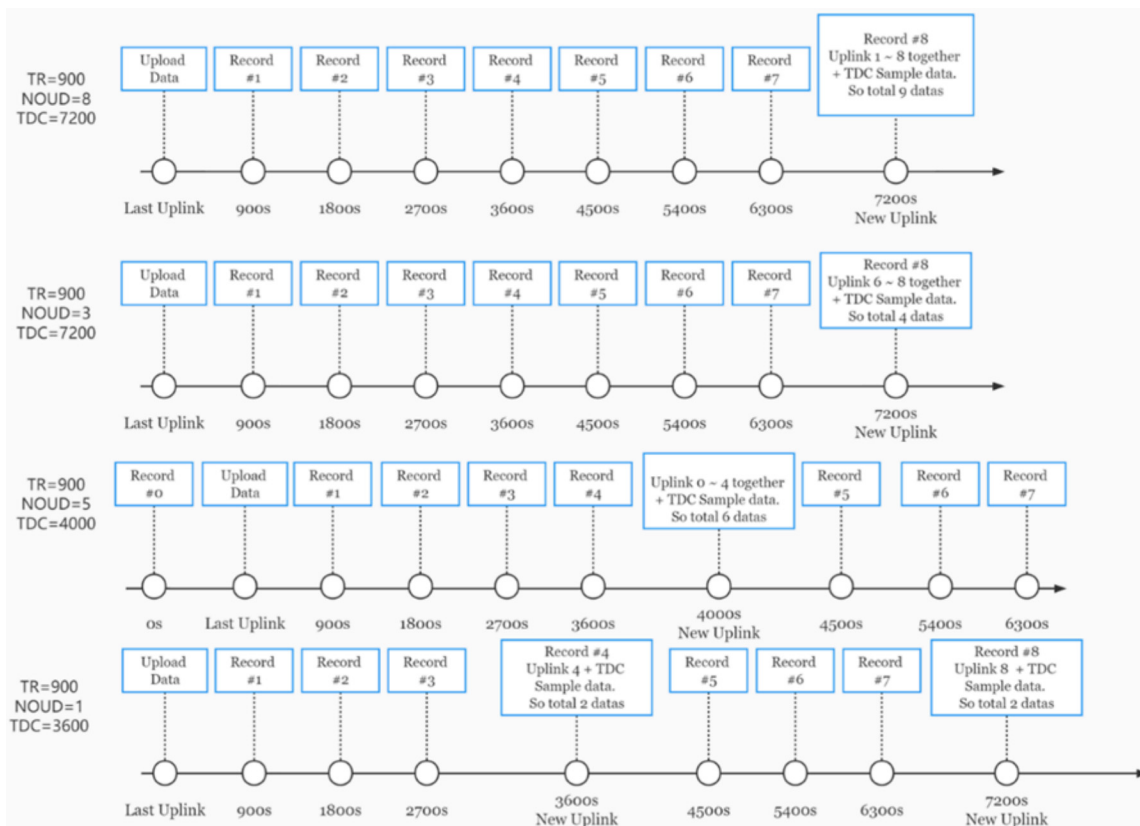 TR=900
NOUD=8
TDC=7200
Upload
Data
Record
#1
Record
#2
Record
#3
Record
#4
Record
#5
Record
#6
Record
#7
Record #8
Uplink 1 ~ 8 together
+ TDC Sample data.
So total 9 datas
Last Uplink
900s
1800s
2700s
3600s
4500s
5400s
6300s
7200s
New Uplink
TR=900
NOUD=3
TDC=7200
Upload
Data
Record
#1
Record
#2
Record
#3
Record
#4
Record
#5
Record
#6
Record
#7
Record #8
Uplink 6 ~ 8 together
+ TDC Sample data.
So total 4 datas
Last Uplink
900s
1800s
2700s
3600s
4500s
5400s
6300s
7200s
New Uplink
TR=900
NOUD=5
TDC=4000
Record
#0
Upload
Data
Record
#1
Record
#2
Record
#3
Record
#4
Uplink 0 ~ 4 together
+ TDC Sample data.
So total 6 datas
Record
#5
Record
#6
Record
#7
0s
Last Uplink
900s
1800s
2700s
3600s
4000s
New Uplink
4500s
5400s
6300s
TR=900
NOUD=1
TDC=3600
Upload
Data
Record
#1
Record
#2
Record
#3
Record #4
Uplink 4 + TDC
Sample data.
So total 2 datas
Record
#5
Record
#6
Record
#7
Record #8
Uplink 8 + TDC
Sample data.
So total 2 datas
Last Uplink
900s
1800s
2700s
3600s
New Uplink
4500s
5400s
6300s
7200s
New Uplink